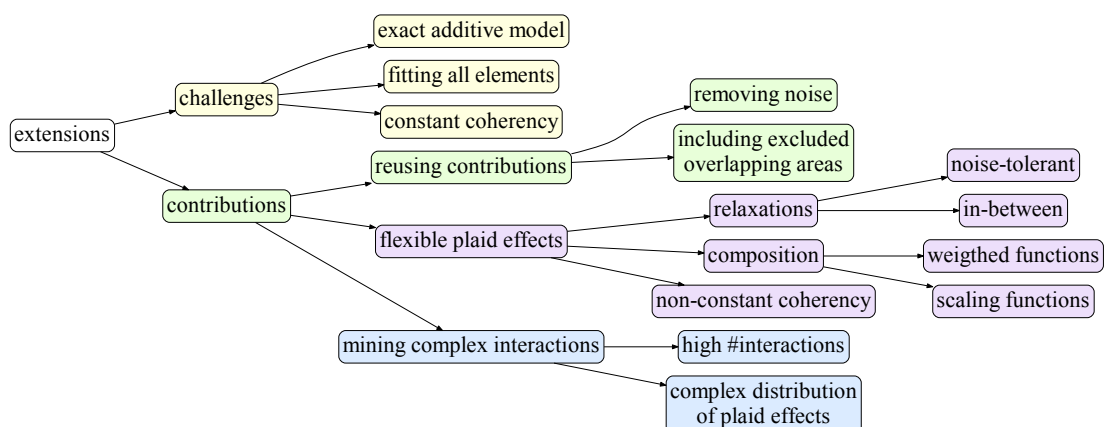 exact additive model
fitting all elements
challenges
removing noise
constant coherency
extensions
including excluded
overlapping areas
reusing contributions
noise-tolerant
contributions
relaxations
in-between
flexible plaid effects
composition
weigthed functions
non-constant coherency
scaling functions
mining complex interactions
high #interactions
complex distribution
of plaid effects